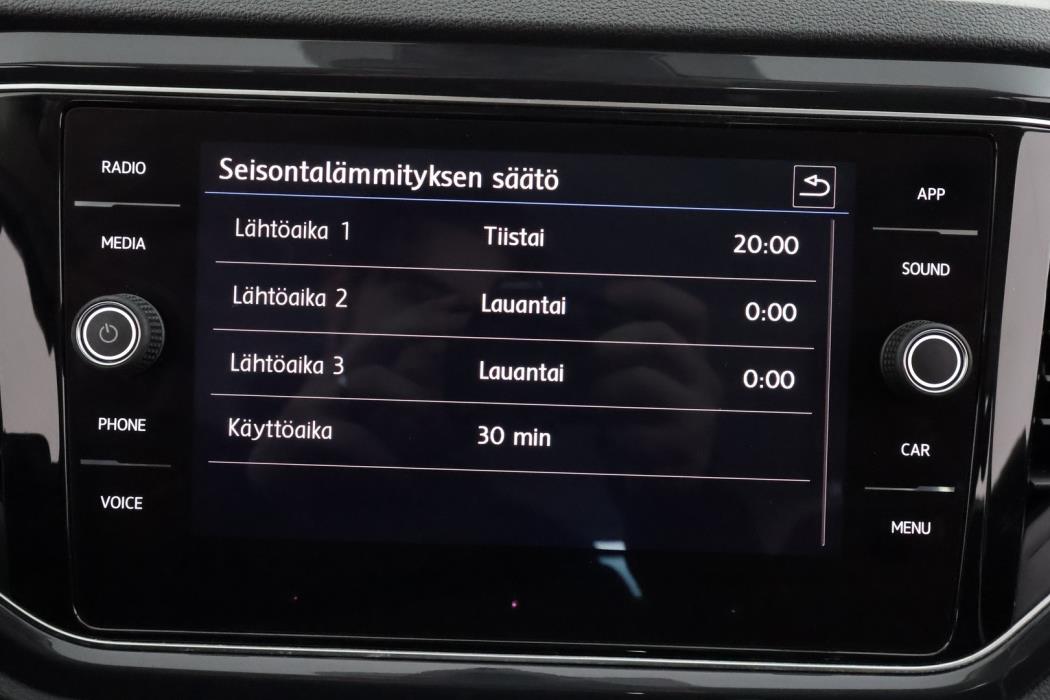 RADIO
MEDIA
PHONE
VOICE
Seisontalämmityksen säätö
Lähtöaika 1 Tiistai 20:00
Lähtöaika 2 Lauantai 0:00
Lähtöaika 3 Lauantai 0:00
Käyttöaika 30 min
APP
SOUND
CAR
MENU